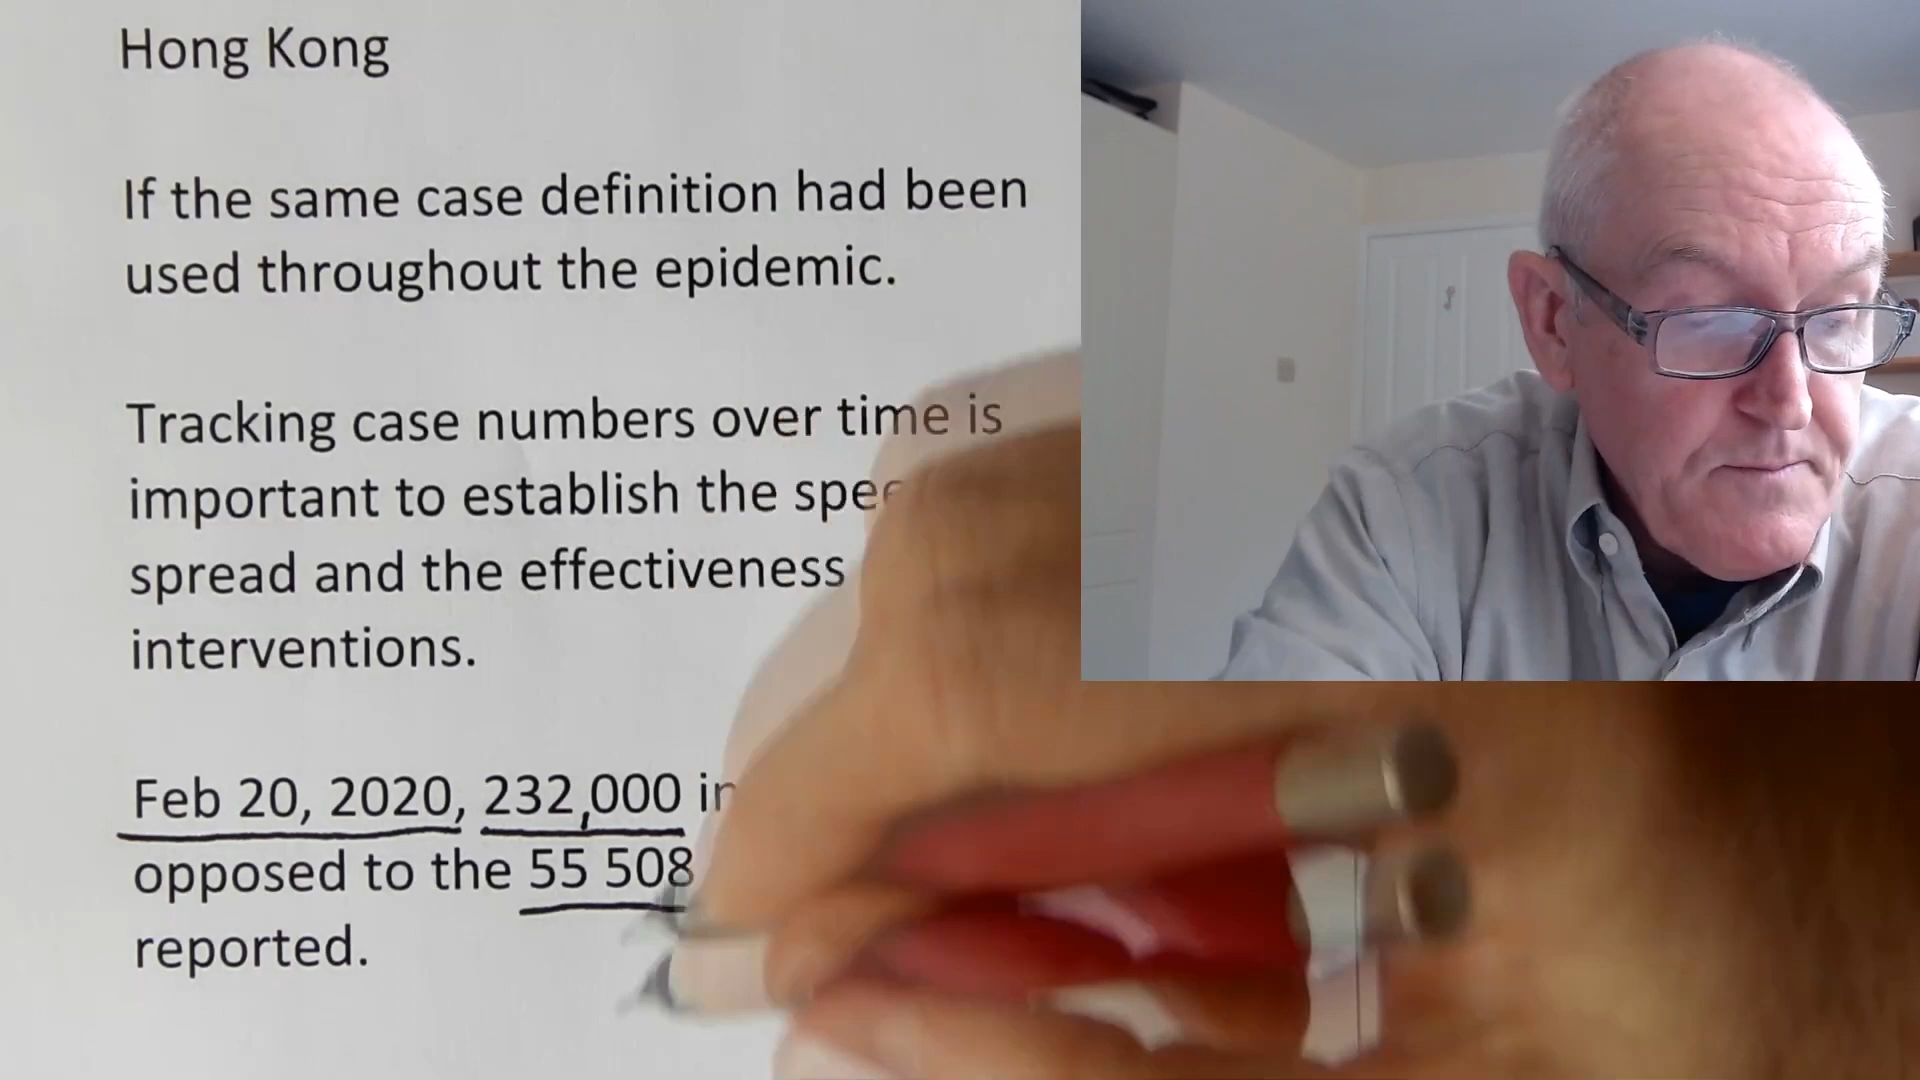 Hong Kong
If the same case definition had been
used throughout the epidemic.
Tracking case numbers over time is
important to establish the
spread and the effectiveness
interventions.
Feb 20, 2020, 232,000
opposed to the 55 508
reported.